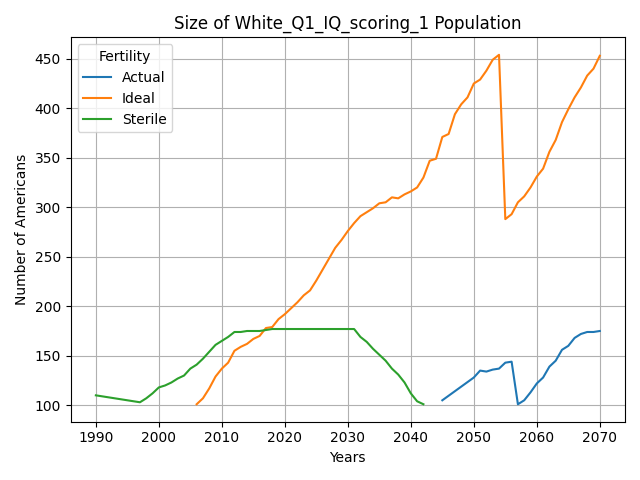 Size of White_Q1_IQ_scoring_1 Population
Fertility
Actual
Ideal
Sterile
Number of Americans
450
400
350
300
250
200
150
100
1990 2000 2010 2020 2030 2040 2050 2060 2070
Years